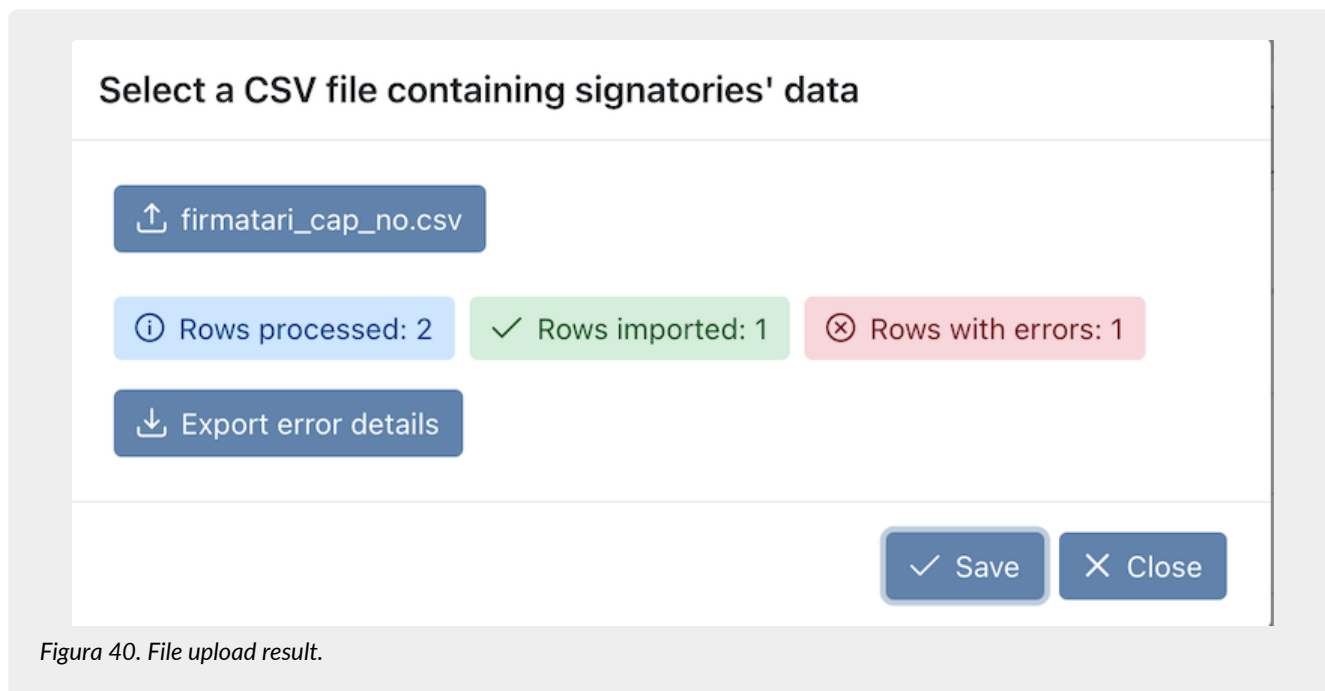 Select a CSV file containing signatories' data
firmatari_cap_no.csv
Rows processed: 2 Rows imported: 1 Rows with errors: 1
Export error details
Save Close
Figura 40. File upload result.